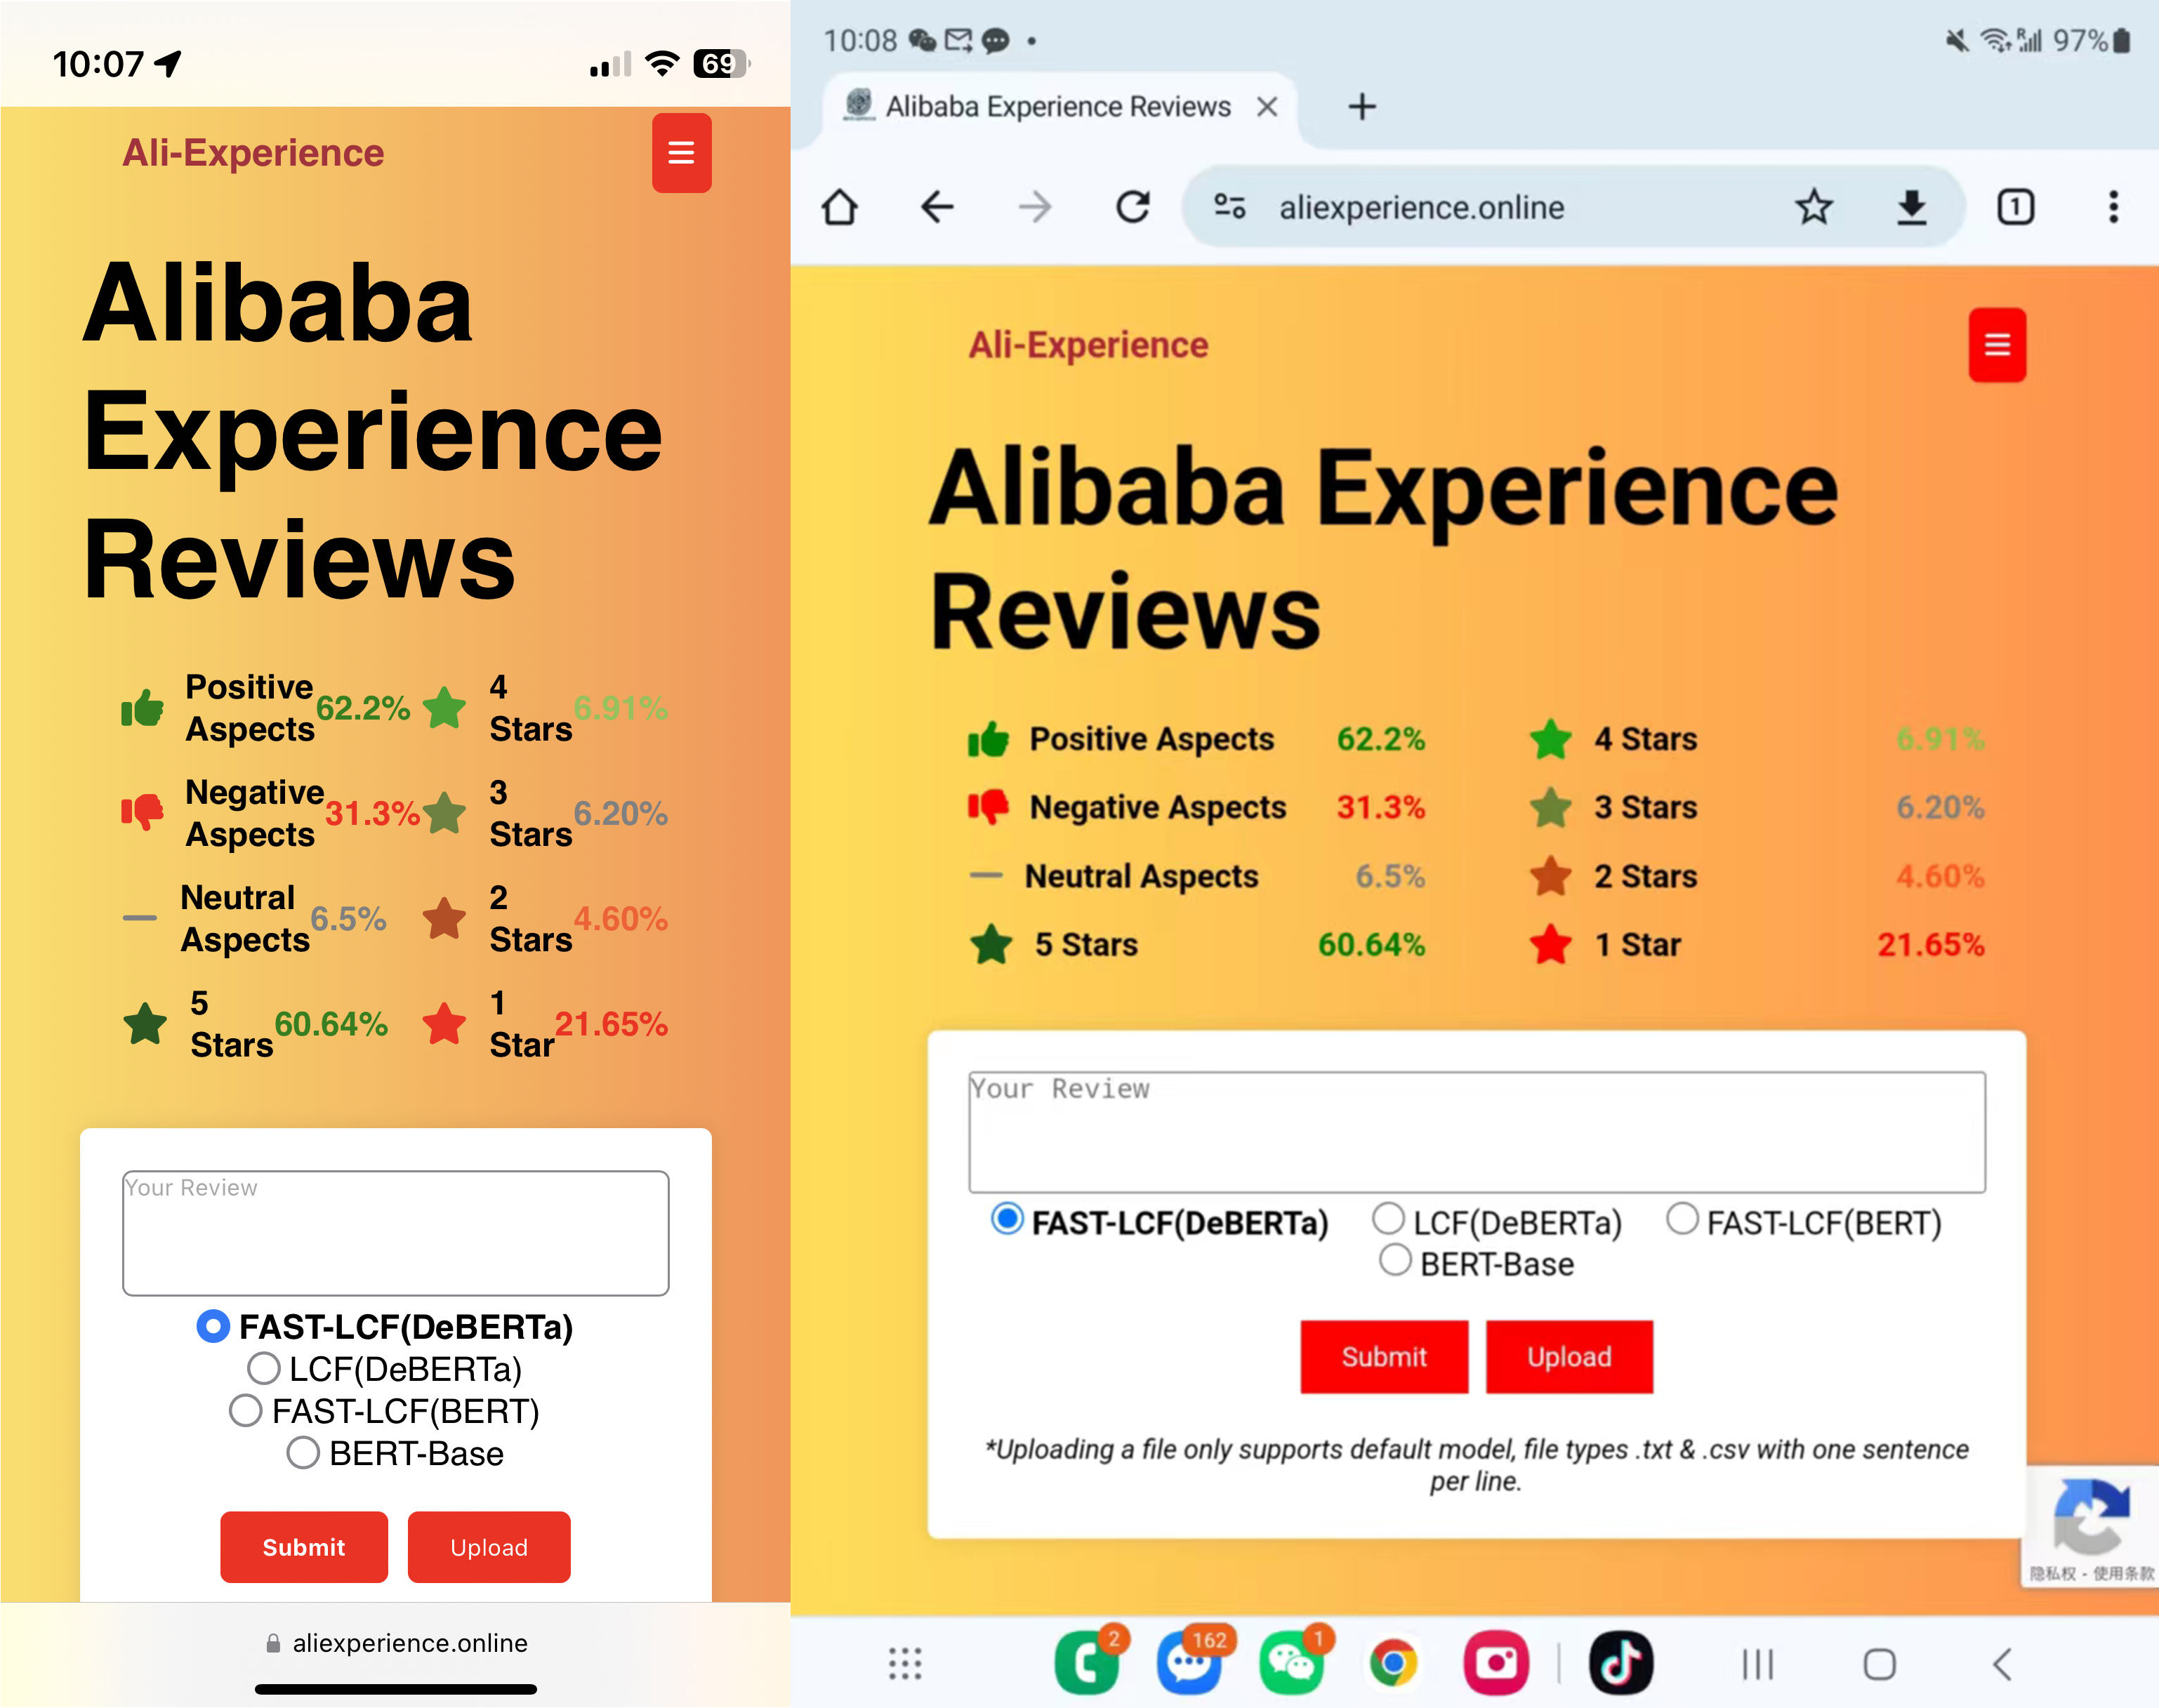 10:07
69
Ali-Experience
Alibaba
Experience
Reviews
Positive
Aspects
62.2%
4
Stars
6.91%
Negative
Aspects
31.3%
3
Stars
6.20%
Neutral
Aspects
6.5%
2
Stars
4.60%
5
Stars
60.64%
1
Star
21.65%
Your Review
FAST-LCF(DeBERTa)
LCF(DeBERTa)
FAST-LCF(BERT)
BERT-Base
Submit Upload
aliexperience.online
10:08
R 97%
Alibaba Experience Reviews
aliexperience.online
1
Ali-Experience
Alibaba Experience
Reviews
Positive Aspects 62.2% 4 Stars 6.91%
Negative Aspects 31.3% 3 Stars 6.20%
Neutral Aspects 6.5% 2 Stars 4.60%
5 Stars 60.64% 1 Star 21.65%
Your Review
FAST-LCF(DeBERTa) LCF(DeBERTa) FAST-LCF(BERT)
BERT-Base
Submit Upload
*Uploading a file only supports default model, file types .txt & .csv with one sentence
per line.
隐私权 - 使用条款
2 162 1